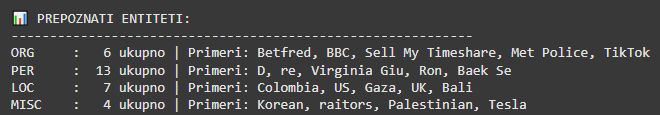 📊 PREPOZNATI ENTITETI:
------------------------------------------------------------
ORG : 6 ukupno | Primeri: Betfred, BBC, Sell My Timeshare, Met Police, TikTok
PER : 13 ukupno | Primeri: D, re, Virginia Giu, Ron, Baek Se
LOC : 7 ukupno | Primeri: Colombia, US, Gaza, UK, Bali
MISC : 4 ukupno | Primeri: Korean, raitors, Palestinian, Tesla